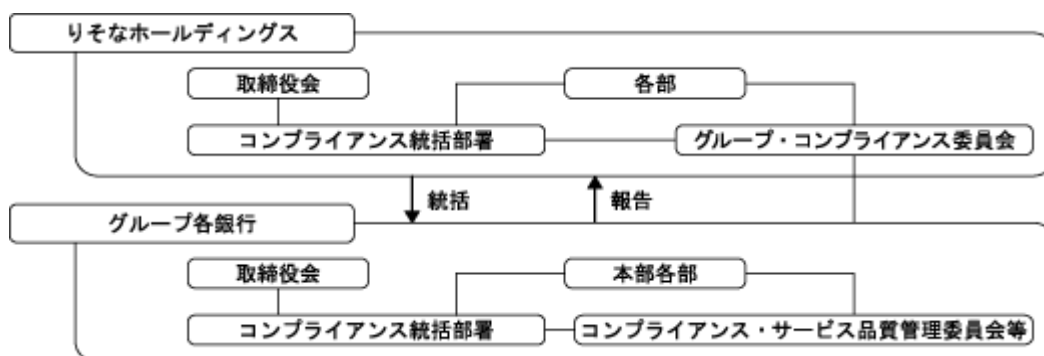 りそなホールディングス
取締役会
各部
コンプライアンス統括部署
グループ・コンプライアンス委員会
統括
報告
グループ各銀行
取締役会
本部各部
コンプライアンス統括部署
コンプライアンス・サービス品質管理委員会等